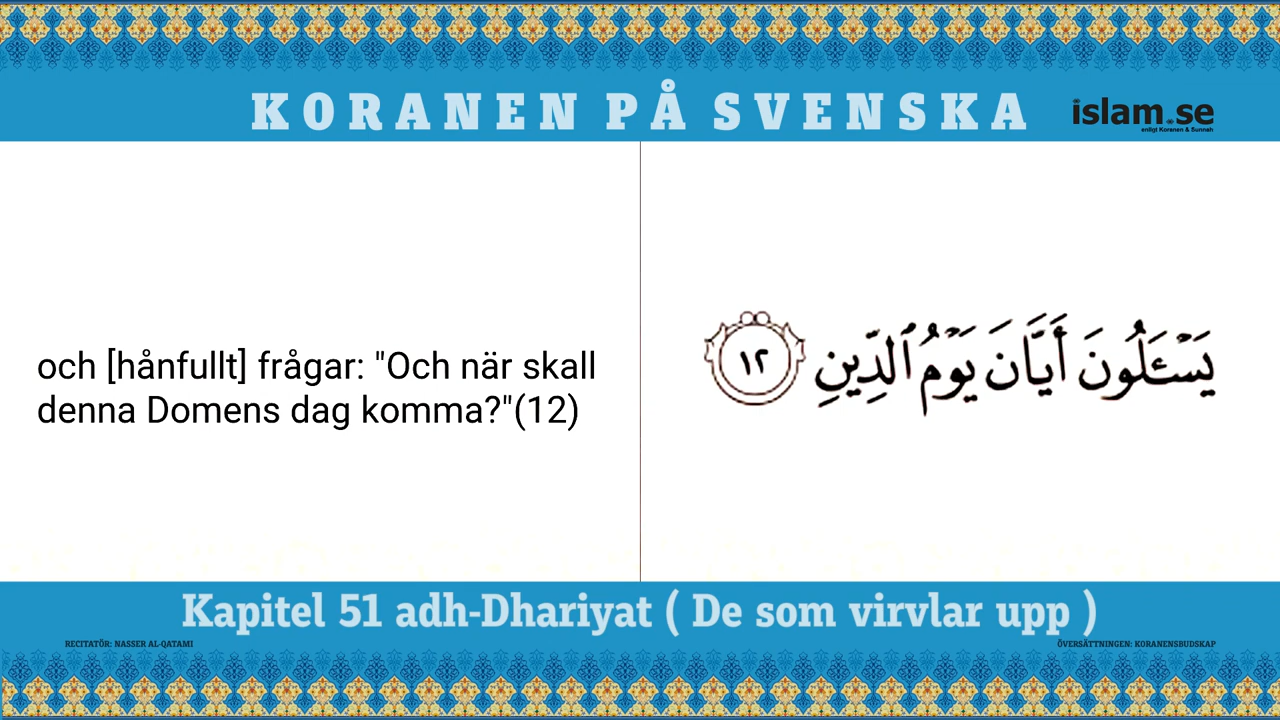 KORANEN PÅ SVENSKA
islam.se
enligt Koranen & Sunnah
och [hånfullt] frågar: "Och när skall
denna Domens dag komma?"(12)
يَسْـَٔلُونَ أَيَّانَ يَوْمُ ٱلدِّينِ ١٢
Kapitel 51 adh-Dhariyat ( De som virvlar upp )
RECITATÖR: NASSER AL-QATAMI
ÖVERSÄTTNINGEN: KORANENSBUDSKAP